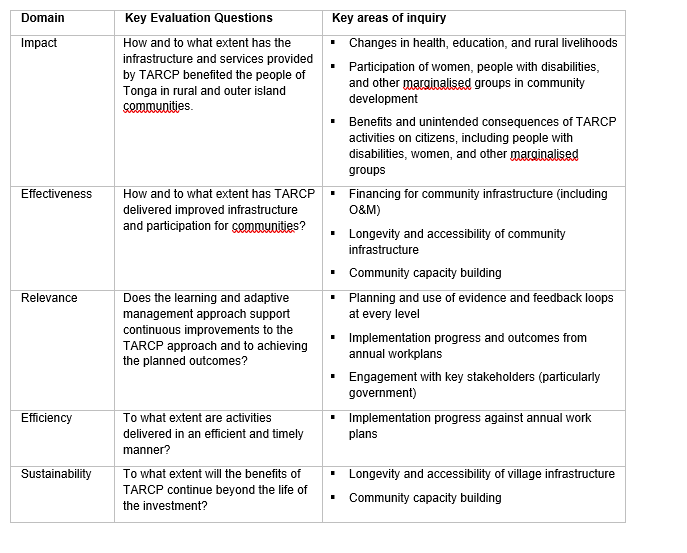 Domain Key Evaluation Questions Key areas of inquiry
Impact
How and to what extent has the
infrastructure and services provided
by TARCP benefited the people of
Tonga in rural and outer island
communities.
▪ Changes in health, education, and rural livelihoods
▪ Participation of women, people with disabilities,
and other marginalised groups in community
development
▪ Benefits and unintended consequences of TARCP
activities on citizens, including people with
disabilities, women, and other marginalised
groups
Effectiveness
How and to what extent has TARCP
delivered improved infrastructure
and participation for communities?
▪ Financing for community infrastructure (including
O&M)
▪ Longevity and accessibility of community
infrastructure
▪ Community capacity building
Relevance
Does the learning and adaptive
management approach support
continuous improvements to the
TARCP approach and to achieving
the planned outcomes?
▪ Planning and use of evidence and feedback loops
at every level
▪ Implementation progress and outcomes from
annual workplans
▪ Engagement with key stakeholders (particularly
government)
Efficiency
To what extent are activities
delivered in an efficient and timely
manner?
▪ Implementation progress against annual work
plans
Sustainability
To what extent will the benefits of
TARCP continue beyond the life of
the investment?
▪ Longevity and accessibility of village infrastructure
▪ Community capacity building